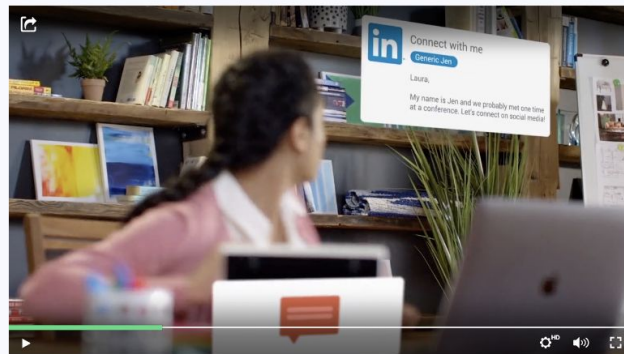 in
Connect with me
Generic Jen
Laura,
My name is Jen and we probably met one time
at a conference. Let's connect on social media!
HD